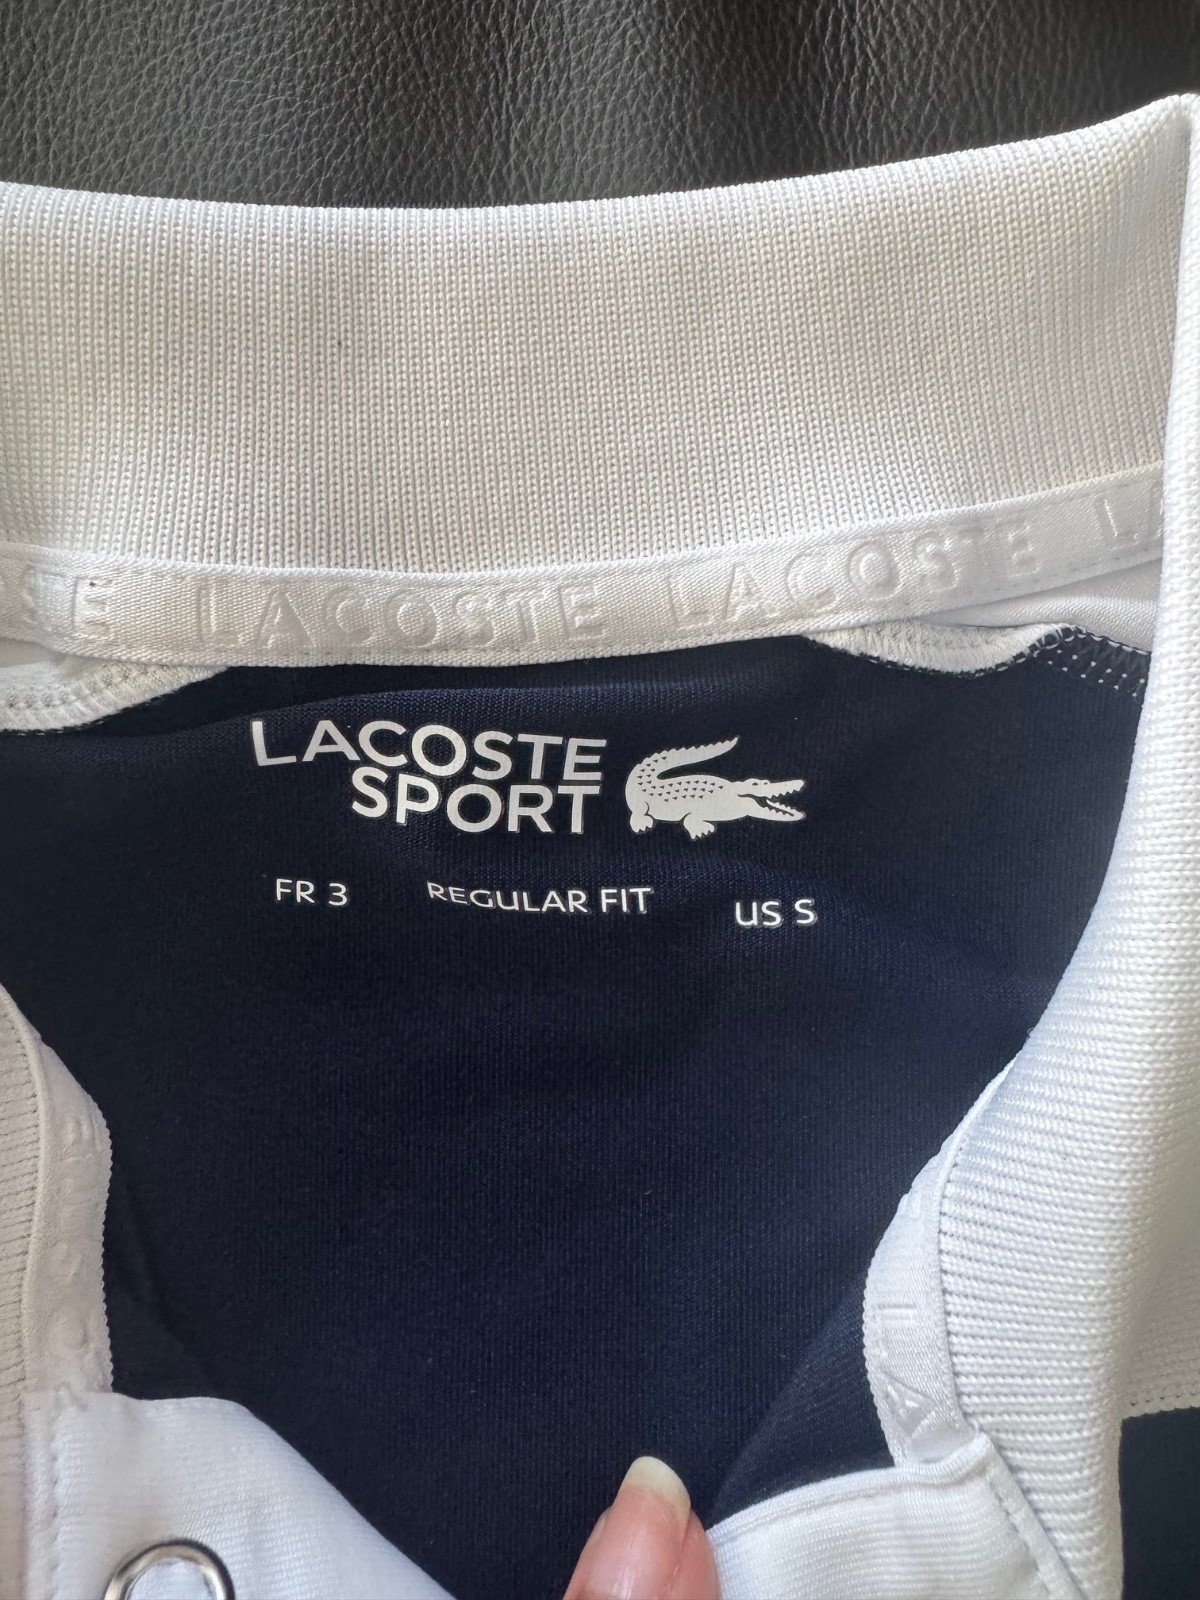 LACOSTE LACOSTE
LACOSTE
SPORT
FR 3 REGULAR FIT US S